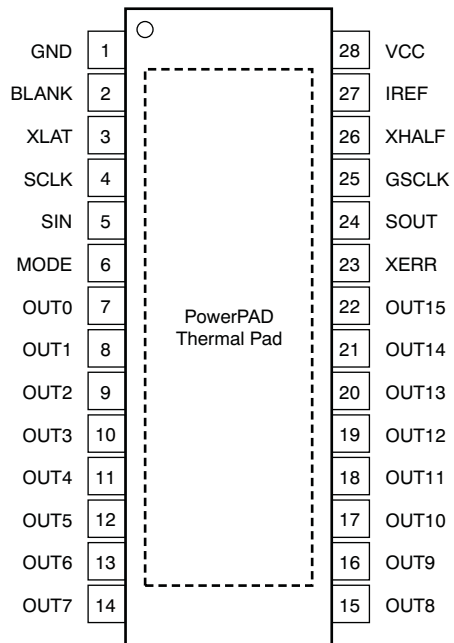 GND 1 28 VCC
BLANK 2 27 IREF
XLAT 3 26 XHALF
SCLK 4 25 GSCLK
SIN 5 24 SOUT
MODE 6 23 XERR
OUT0 7 22 OUT15
PowerPAD
Thermal Pad
OUT1 8 21 OUT14
OUT2 9 20 OUT13
OUT3 10 19 OUT12
OUT4 11 18 OUT11
OUT5 12 17 OUT10
OUT6 13 16 OUT9
OUT7 14 15 OUT8